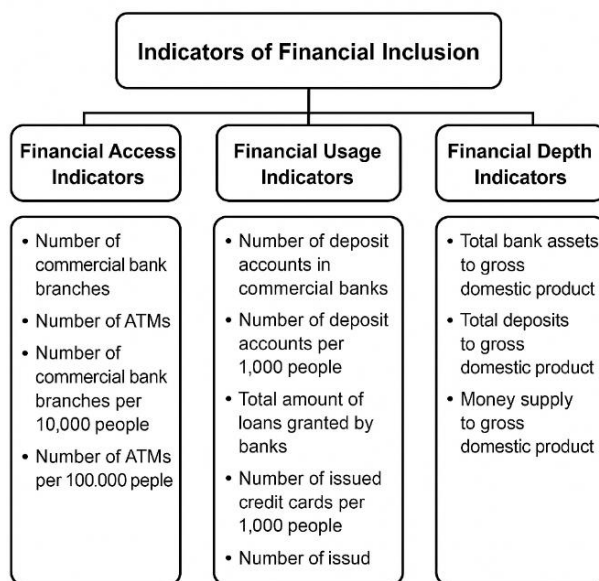 Indicators of Financial Inclusion
Financial Access
Indicators
• Number of
commercial bank
branches
• Number of ATMs
• Number of
commercial bank
branches per
10,000 people
• Number of ATMs
per 100.000 peple
Financial Usage
Indicators
• Number of deposit
accounts in
commercial banks
• Number of deposit
accounts per
1,000 people
• Total amount of
loans granted by
banks
• Number of issued
credit cards per
1,000 people
• Number of issud
Financial Depth
Indicators
• Total bank assets
to gross
domestic product
• Total deposits
to gross
domestic product
• Money supply
to gross
domestic product